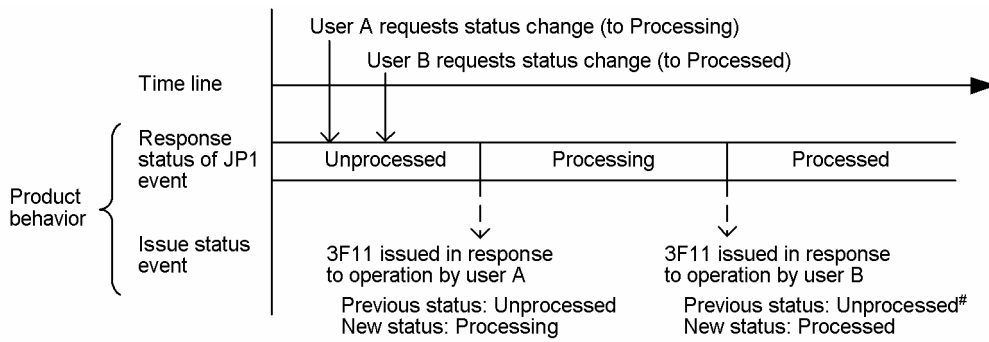 User A requests status change (to Processing)
User B requests status change (to Processed)
Time line
Response
status of JP1
event
Unprocessed
Processing
Processed
Product
behavior
Issue status
event
3F11 issued in response
to operation by user A
Previous status: Unprocessed
New status: Processing
3F11 issued in response
to operation by user B
Previous status: Unprocessed#
New status: Processed